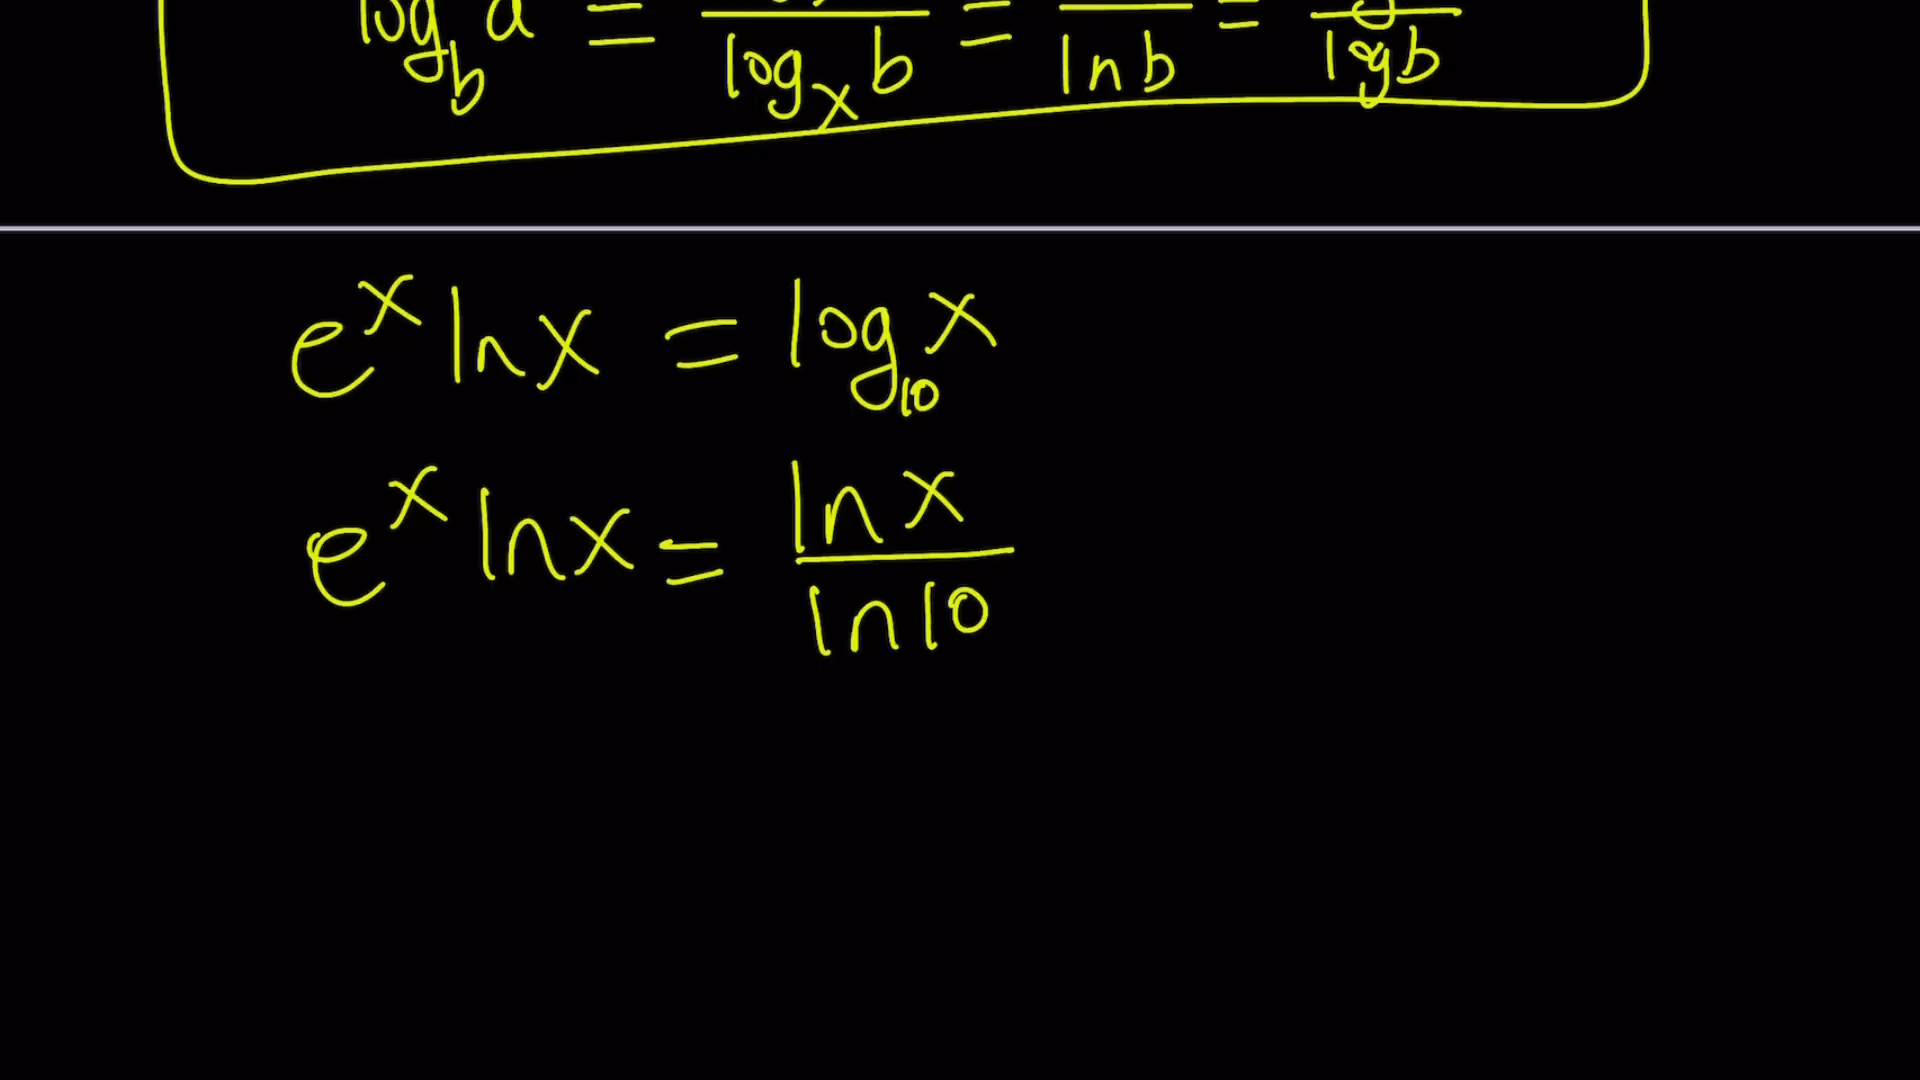 log_b a = / log_x b = / ln b = / log b
e^x ln x = log_10 x
e^x ln x = ln x / ln 10